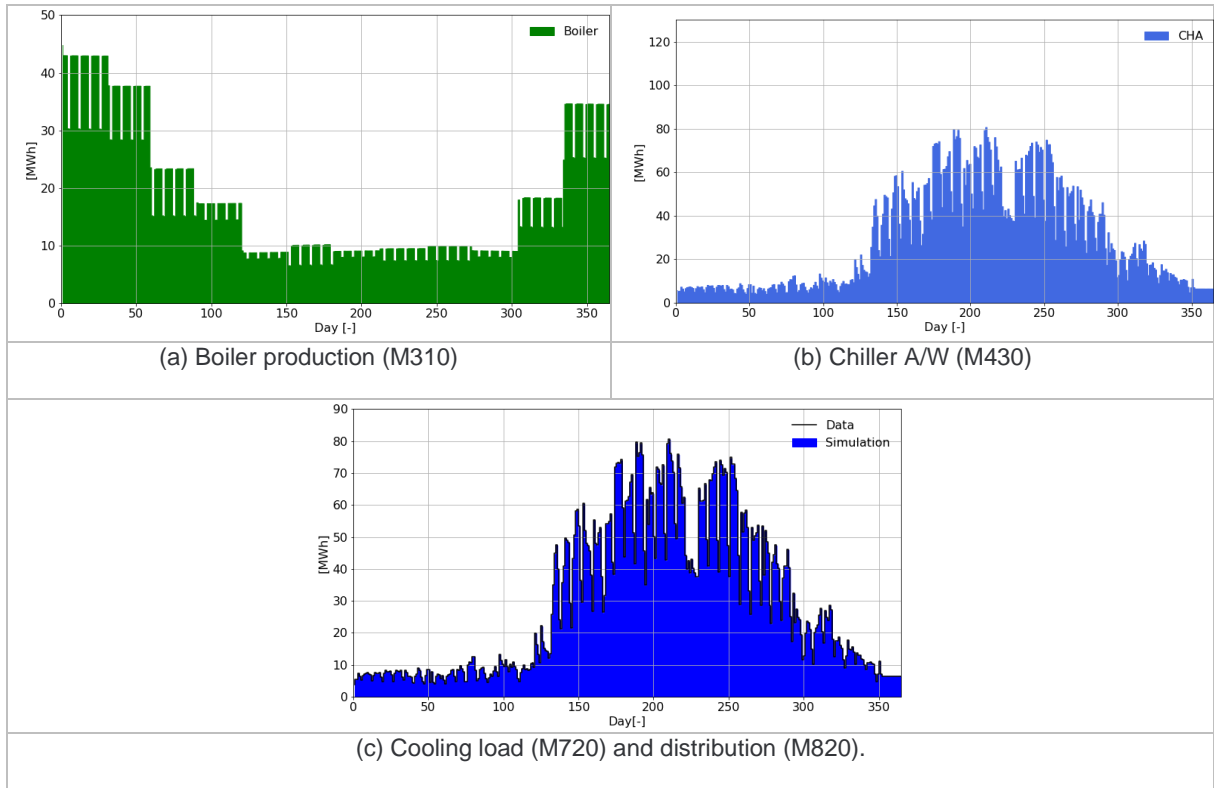 50
40
30
20
10
0
[MWh]
Boiler
0 50 100 150 200 250 300 350
Day [-]
(a) Boiler production (M310)
120
100
80
60
40
20
0
[MWh]
CHA
0 50 100 150 200 250 300 350
Day [-]
(b) Chiller A/W (M430)
90
80
70
60
50
40
30
20
10
0
[MWh]
Data
Simulation
0 50 100 150 200 250 300 350
Day[-]
(c) Cooling load (M720) and distribution (M820).